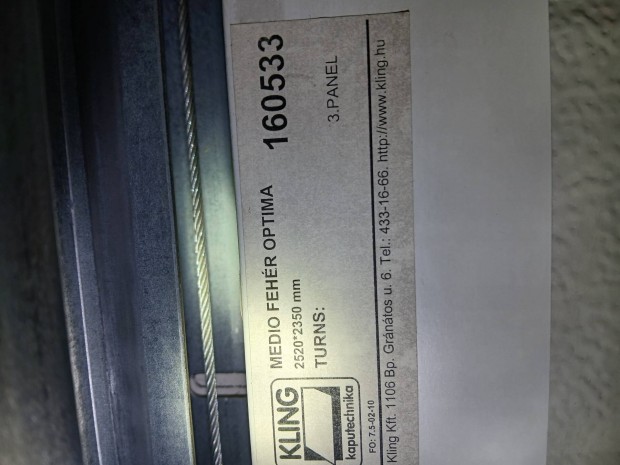 KLING
kaputechnika
MEDIO FEHÉR OPTIMA 160533
2520*2350 mm
TURNS: 3.PANEL
FO: 7.5-02-10
Kling Kft. 1106 Bp. Gránátos u. 6. Tel.: 433-16-66. http://www.kling.hu